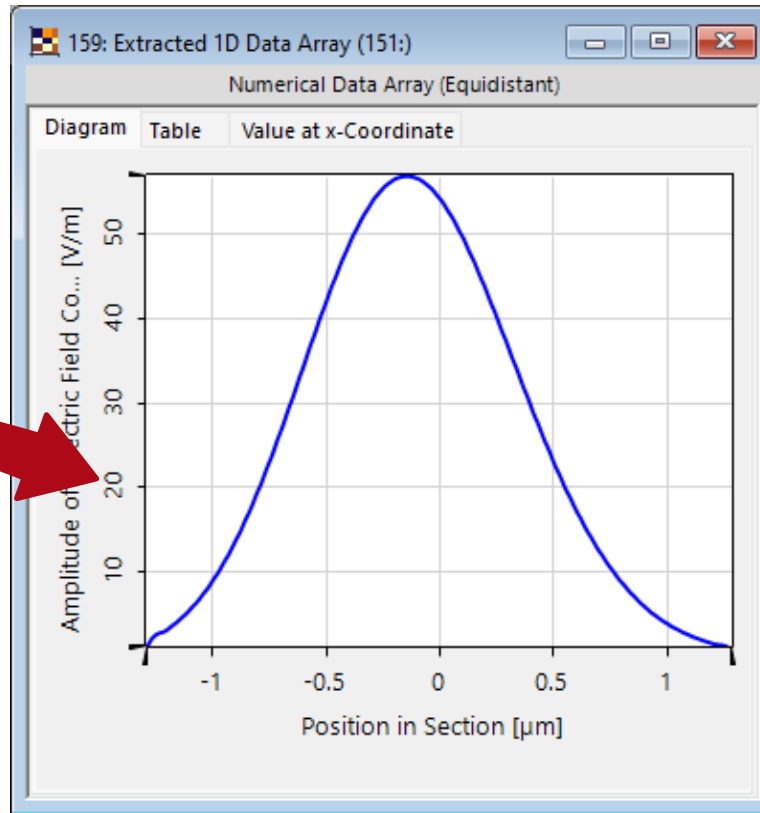 159: Extracted 1D Data Array (151:)
Numerical Data Array (Equidistant)
Diagram Table Value at x-Coordinate
Amplitude of ectric Field Co... [V/m]
50
40
30
20
10
-1 -0.5 0 0.5 1
Position in Section [µm]